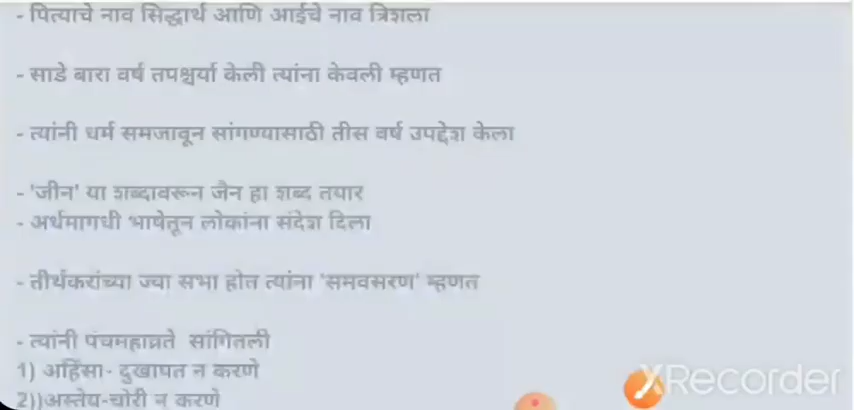 - पित्याचे नाव सिद्धार्थ आणि आईचे नाव त्रिशला
- साडे बारा वर्ष तपश्चर्या केली त्यांना केवली म्हणत
- त्यांनी धर्म समजावून सांगण्यासाठी तीस वर्ष उपद्देश केला
- 'जीन' या शब्दावरून जैन हा शब्द तयार
- अर्धमागधी भाषेतून लोकांना संदेश दिला
- तीर्थकरांच्या ज्या सभा होत त्यांना 'समवसरण' म्हणत
- त्यांनी पंचमहाव्रते सांगितली
1) अहिंसा- दुखापत न करणे
2))अस्तेय-चोरी न करणे
XRecorder